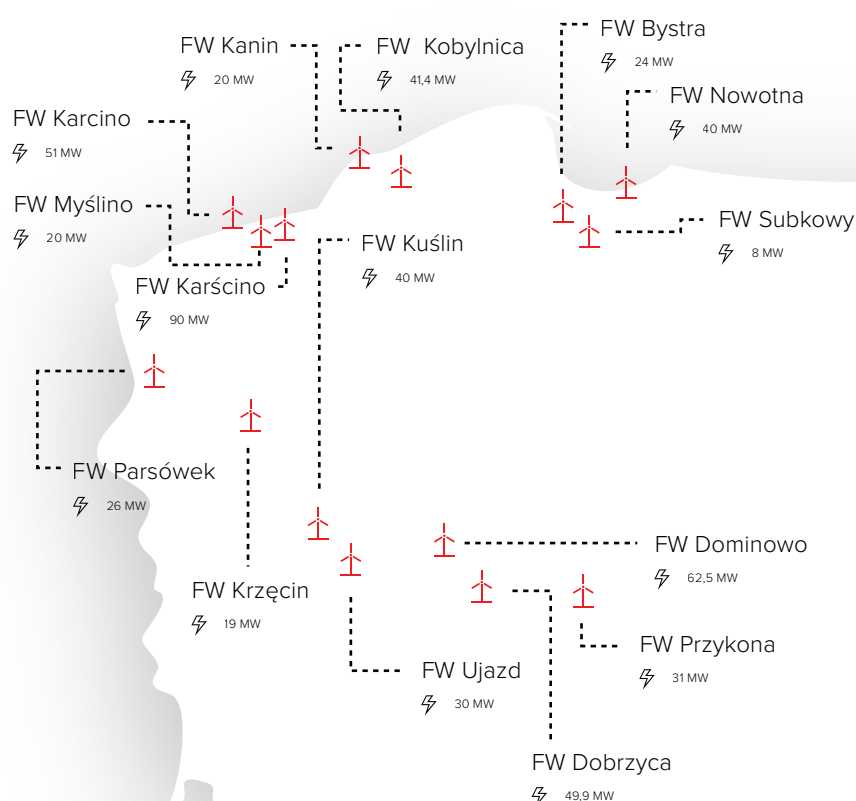 FW Kanin
20 MW
FW Kobylnica
41,4 MW
FW Bystra
24 MW
FW Nowotna
40 MW
FW Karcino
51 MW
FW Myślino
20 MW
FW Subkowy
8 MW
FW Kuślin
40 MW
FW Karścino
90 MW
FW Parsówek
26 MW
FW Dominowo
62,5 MW
FW Krzęcin
19 MW
FW Przykona
31 MW
FW Ujazd
30 MW
FW Dobrzyca
49,9 MW